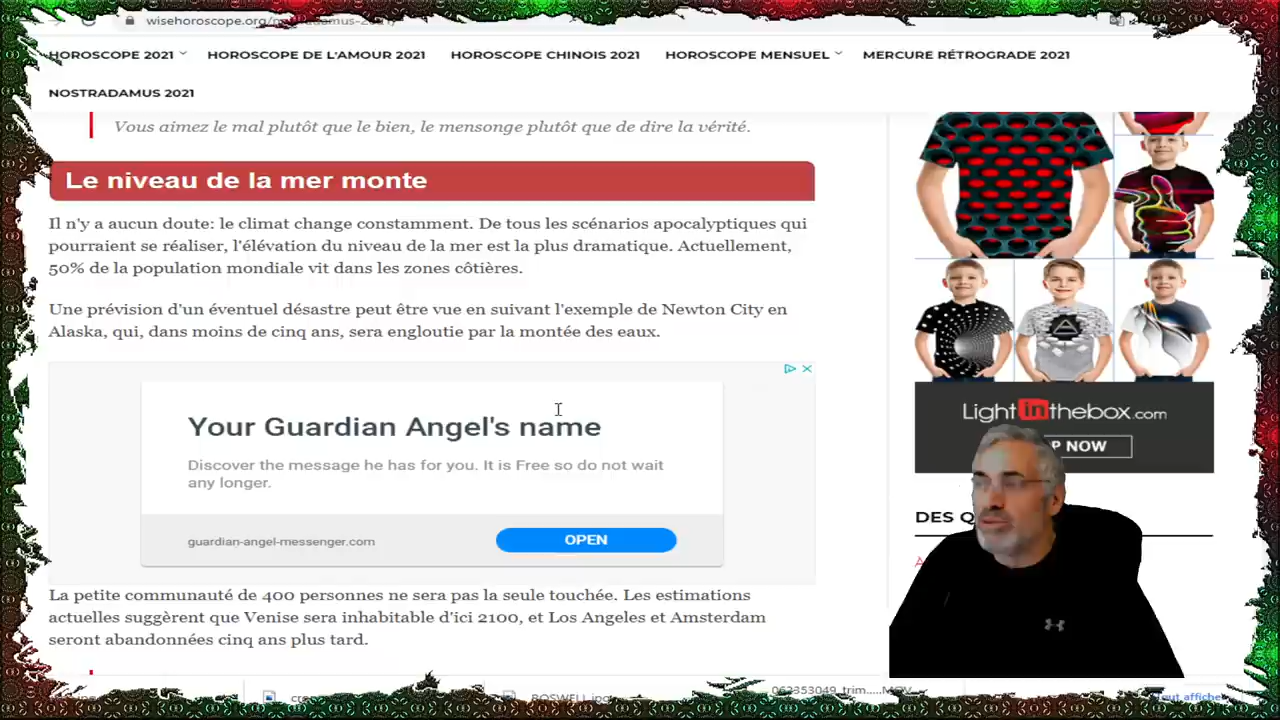 wisehoroscope.org/
HOROSCOPE 2021
HOROSCOPE DE L'AMOUR 2021
HOROSCOPE CHINOIS 2021
HOROSCOPE MENSUEL
MERCURE RÉTROGRADE 2021
NOSTRADAMUS 2021
Vous aimez le mal plutôt que le bien, le mensonge plutôt que de dire la vérité.
Le niveau de la mer monte
Il n'y a aucun doute: le climat change constamment. De tous les scénarios apocalyptiques qui
pourraient se réaliser, l'élévation du niveau de la mer est la plus dramatique. Actuellement,
50% de la population mondiale vit dans les zones côtières.
Une prévision d'un éventuel désastre peut être vue en suivant l'exemple de Newton City en
Alaska, qui, dans moins de cinq ans, sera engloutie par la montée des eaux.
Your Guardian Angel's name
Discover the message he has for you. It is Free so do not wait
any longer.
guardian-angel-messenger.com
OPEN
La petite communauté de 400 personnes ne sera pas la seule touchée. Les estimations
actuelles suggèrent que Venise sera inhabitable d'ici 2100, et Los Angeles et Amsterdam
seront abandonnées cinq ans plus tard.
Lightinthebox.com
NOW
DES
BOSWELL.jpg
062353049_trim.....MOV